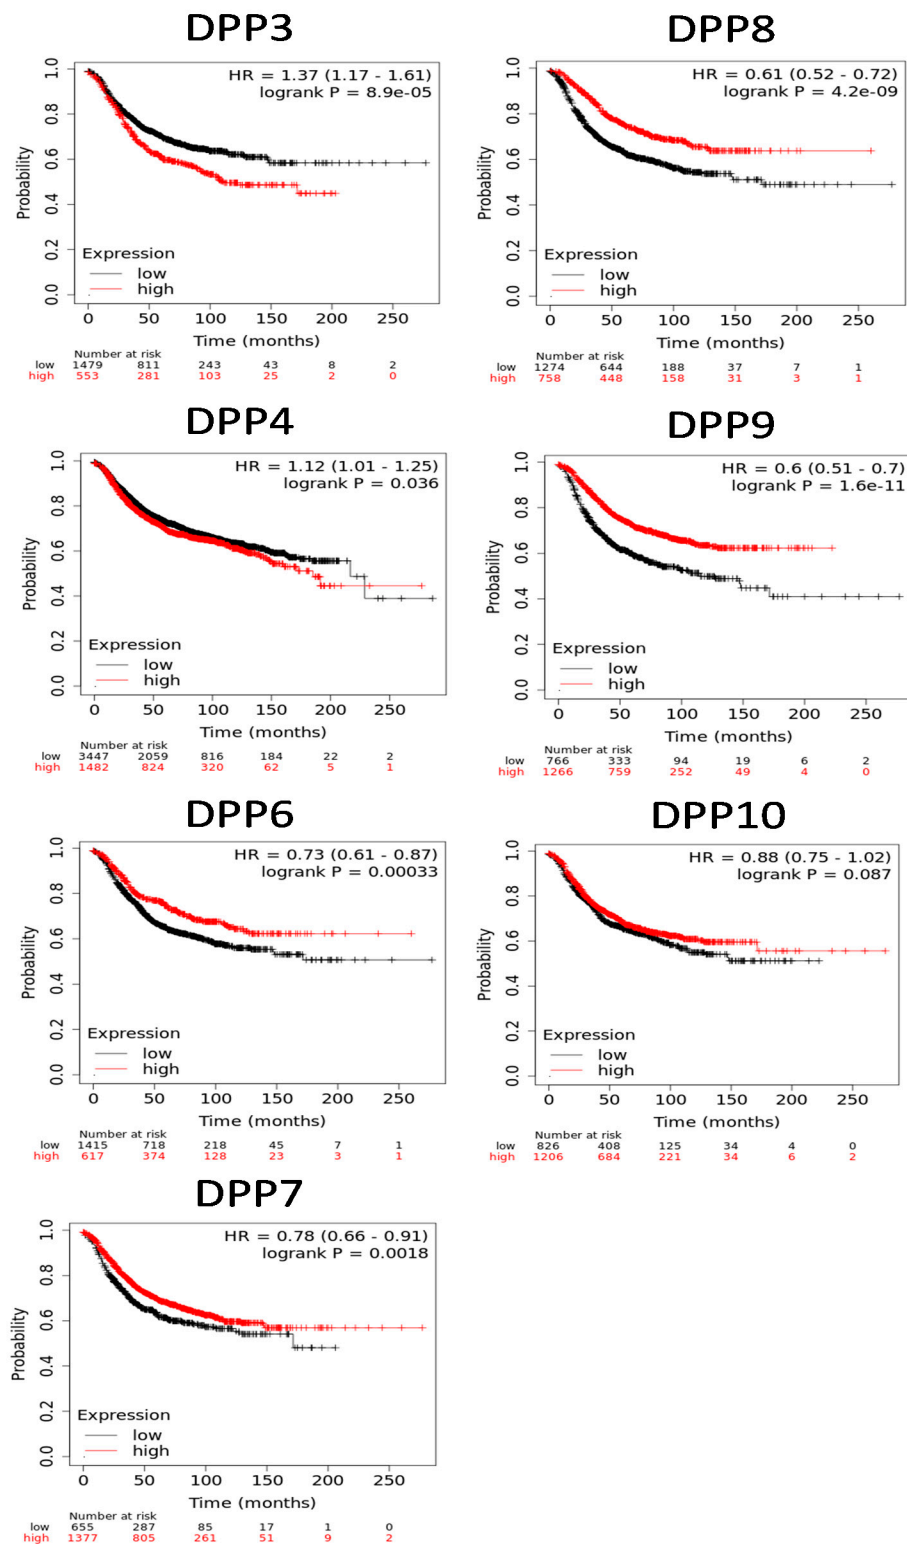 DPP3
HR = 1.37 (1.17 - 1.61)
logrank P = 8.9e-05
Probability
0.0 0.2 0.4 0.6 0.8 1.0
Expression
low
high
0 50 100 150 200 250
Time (months)
Number at risk
low 1479 811 243 43 8 2
high 553 281 103 25 2 0
DPP8
HR = 0.61 (0.52 - 0.72)
logrank P = 4.2e-09
Probability
0.0 0.2 0.4 0.6 0.8 1.0
Expression
low
high
0 50 100 150 200 250
Time (months)
Number at risk
low 1274 644 188 37 7 1
high 758 448 158 31 3 1
DPP4
HR = 1.12 (1.01 - 1.25)
logrank P = 0.036
Probability
0.0 0.2 0.4 0.6 0.8 1.0
Expression
low
high
0 50 100 150 200 250
Time (months)
Number at risk
low 3447 2059 816 184 22 2
high 1482 824 320 62 5 1
DPP9
HR = 0.6 (0.51 - 0.7)
logrank P = 1.6e-11
Probability
0.0 0.2 0.4 0.6 0.8 1.0
Expression
low
high
0 50 100 150 200 250
Time (months)
Number at risk
low 766 333 94 19 6 2
high 1266 759 252 49 4 0
DPP6
HR = 0.73 (0.61 - 0.87)
logrank P = 0.00033
Probability
0.0 0.2 0.4 0.6 0.8 1.0
Expression
low
high
0 50 100 150 200 250
Time (months)
Number at risk
low 1415 718 218 45 7 1
high 617 374 128 23 3 1
DPP10
HR = 0.88 (0.75 - 1.02)
logrank P = 0.087
Probability
0.0 0.2 0.4 0.6 0.8 1.0
Expression
low
high
0 50 100 150 200 250
Time (months)
Number at risk
low 826 408 125 34 4 0
high 1206 684 221 34 6 2
DPP7
HR = 0.78 (0.66 - 0.91)
logrank P = 0.0018
Probability
0.0 0.2 0.4 0.6 0.8 1.0
Expression
low
high
0 50 100 150 200 250
Time (months)
Number at risk
low 655 287 85 17 1 0
high 1377 805 261 51 9 2